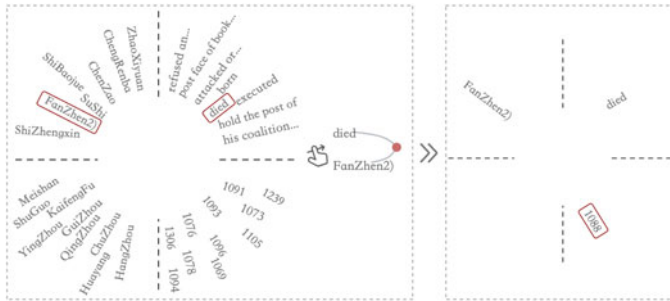 ZhaoXiyuan
ChengRenba
ChenZao
ShiBaojue
SuShi
FanZhen2)
ShiZhengxin
refused an...
post face of book...
attacked or...
born
died
executed
hold the post of
his coalition...
Meishan
ShuGuo
KaifengFu
YingZhou
GuiZhou
QingZhou
ChuZhou
Huayang
HangZhou
1091
1239
1093
1073
1076
1105
1306
1096
1078
1069
1094
died
FanZhen2)
»
FanZhen2)
died
1088